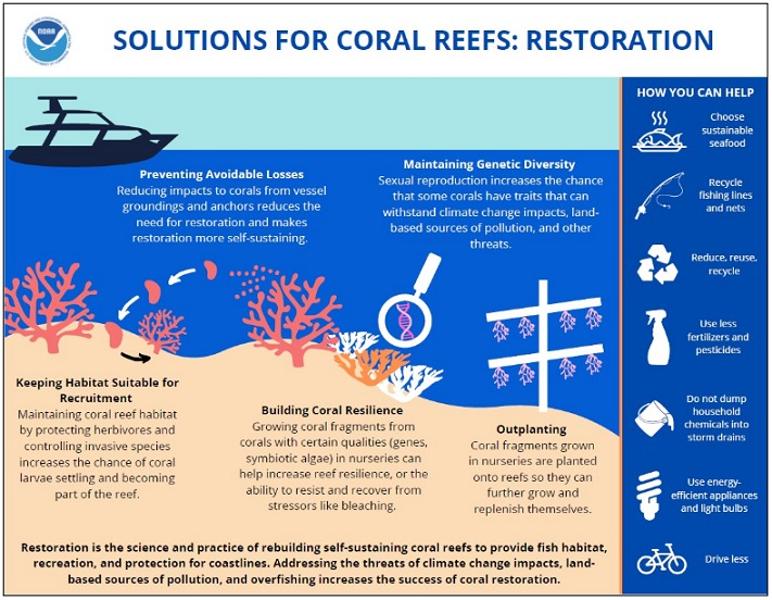 NOAA
SOLUTIONS FOR CORAL REEFS: RESTORATION
Preventing Avoidable Losses
Reducing impacts to corals from vessel
groundings and anchors reduces the
need for restoration and makes
restoration more self-sustaining.
Maintaining Genetic Diversity
Sexual reproduction increases the chance
that some corals have traits that can
withstand climate change impacts, land-
based sources of pollution, and other
threats.
Keeping Habitat Suitable for
Recruitment
Maintaining coral reef habitat
by protecting herbivores and
controlling invasive species
increases the chance of coral
larvae settling and becoming
part of the reef.
Building Coral Resilience
Growing coral fragments from
corals with certain qualities (genes,
symbiotic algae) in nurseries can
help increase reef resilience, or the
ability to resist and recover from
stressors like bleaching.
Outplanting
Coral fragments grown
in nurseries are planted
onto reefs so they can
further grow and
replenish themselves.
Restoration is the science and practice of rebuilding self-sustaining coral reefs to provide fish habitat,
recreation, and protection for coastlines. Addressing the threats of climate change impacts, land-
based sources of pollution, and overfishing increases the success of coral restoration.
HOW YOU CAN HELP
Choose
sustainable
seafood
Recycle
fishing lines
and nets
Reduce, reuse,
recycle
Use less
fertilizers and
pesticides
Do not dump
household
chemicals into
storm drains
Use energy-
efficient appliances
and light bulbs
Drive less